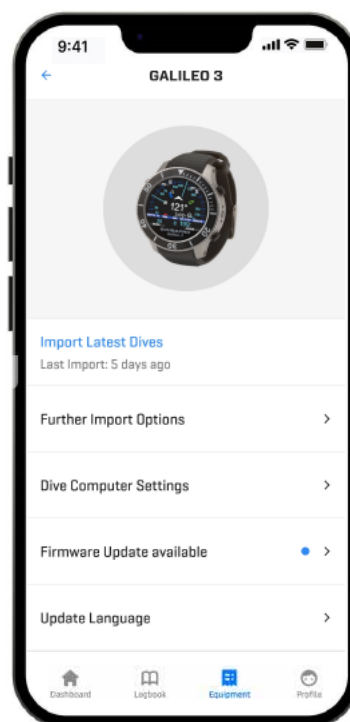 9:41
GALILEO 3
121°
Import Latest Dives
Last Import: 5 days ago
Further Import Options
Dive Computer Settings
Firmware Update available
Update Language
Dashboard
Logbook
Equipment
Profile